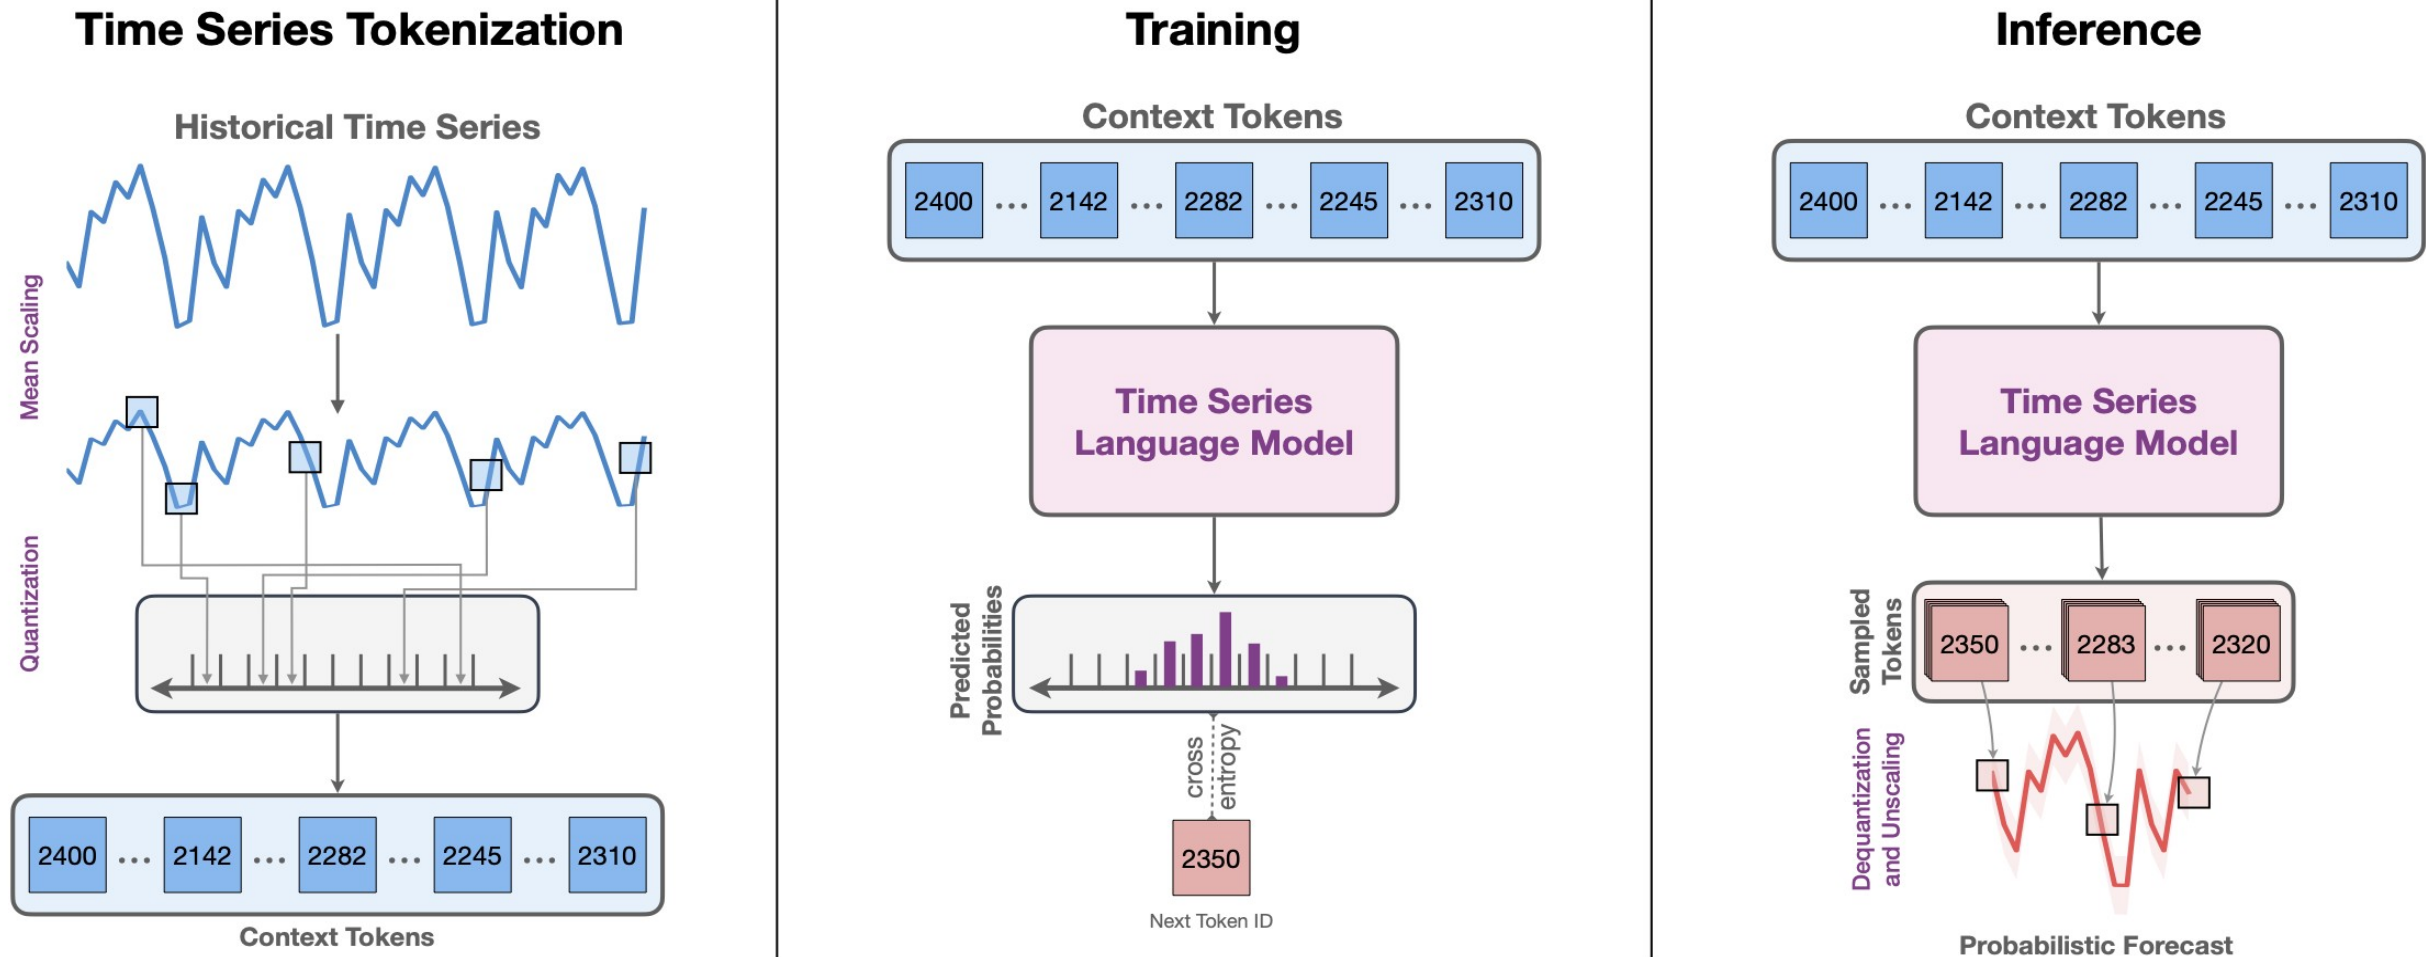 Time Series Tokenization
Historical Time Series
Mean Scaling
Quantization
2400 ... 2142 ... 2282 ... 2245 ... 2310
Context Tokens
Training
Context Tokens
2400 ... 2142 ... 2282 ... 2245 ... 2310
Time Series
Language Model
Predicted
Probabilities
cross
entropy
2350
Next Token ID
Inference
Context Tokens
2400 ... 2142 ... 2282 ... 2245 ... 2310
Time Series
Language Model
Sampled
Tokens
2350 ... 2283 ... 2320
Dequantization
and Unscaling
Probabilistic Forecast